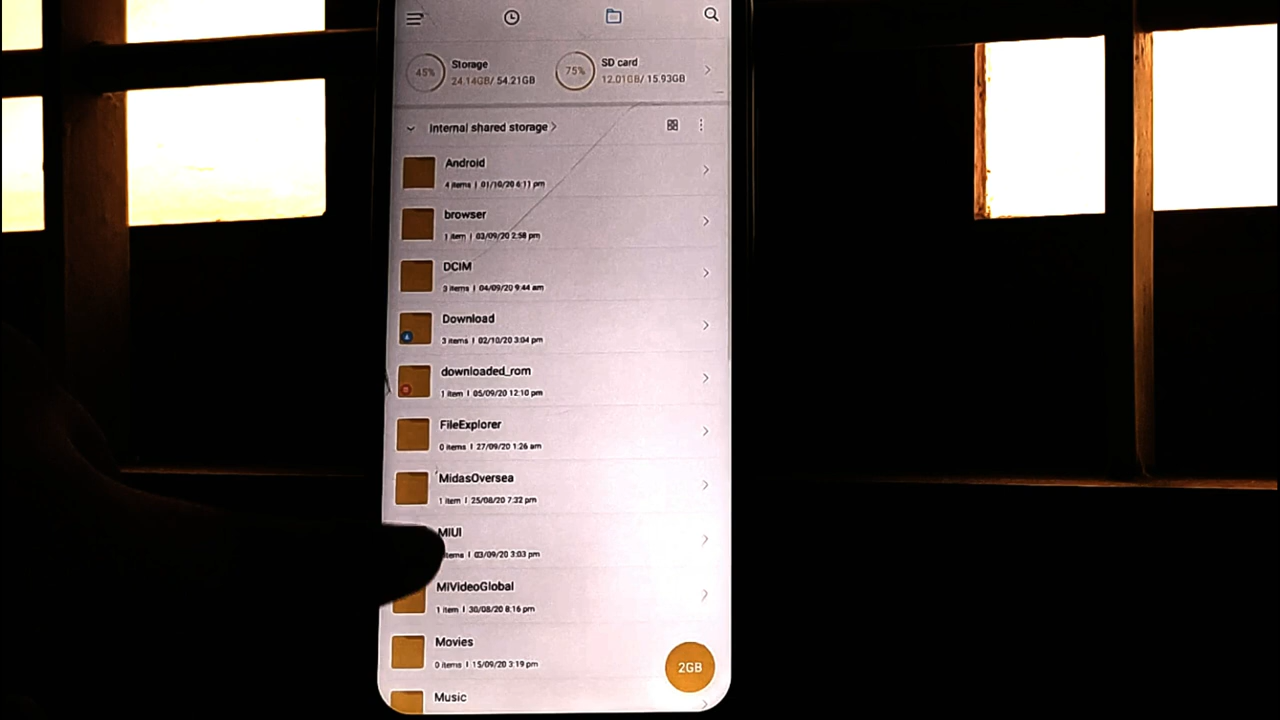 45%
Storage
24.14GB/ 54.21GB
75%
SD card
12.01GB/ 15.93GB
Internal shared storage
Android
4 items | 01/10/20 4:11 pm
browser
1 item | 03/09/20 2:58 pm
DCIM
3 items | 04/09/20 9:44 am
Download
3 items | 02/10/20 3:04 pm
downloaded_rom
1 item | 05/09/20 12:10 pm
FileExplorer
0 items | 27/09/20 1:26 am
MidasOversea
1 item | 25/08/20 7:32 pm
MIUI
items | 03/09/20 3:03 pm
MiVideoGlobal
1 item | 30/08/20 8:16 pm
Movies
0 items | 15/09/20 3:19 pm
2GB
Music